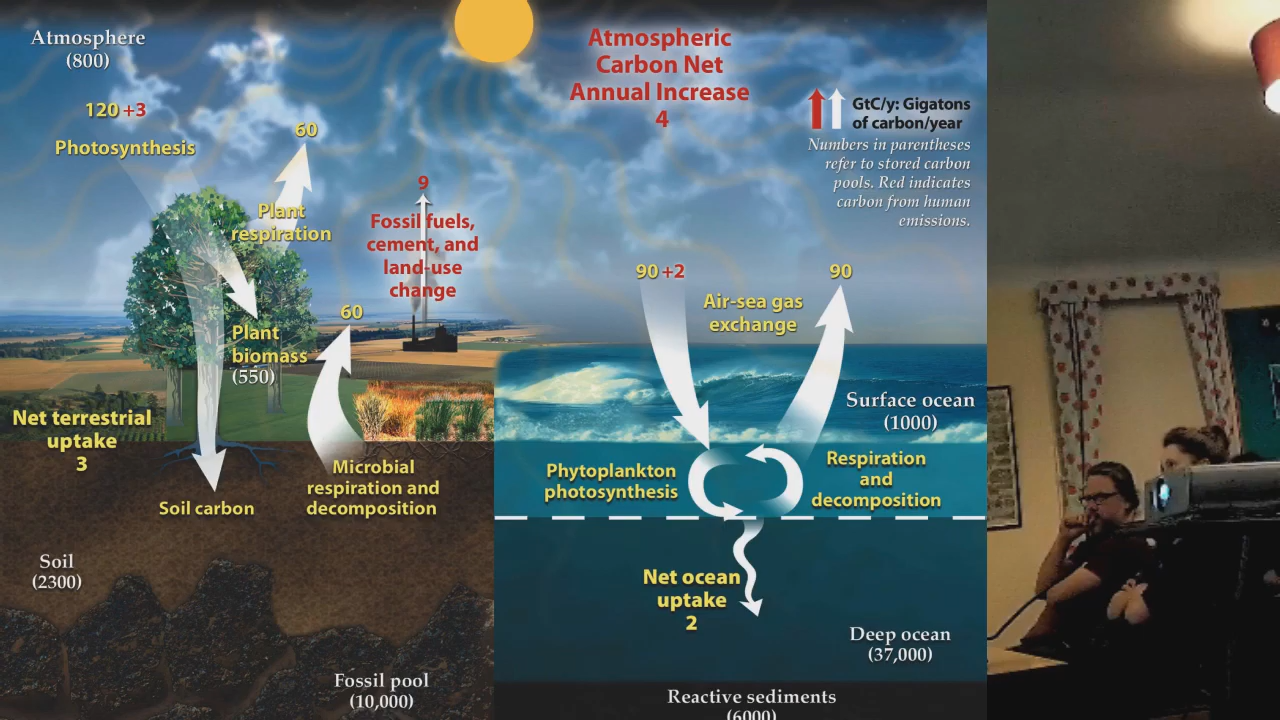 Atmosphere
(800)
120 +3
Photosynthesis
60
Plant
respiration
9
Fossil fuels,
cement, and
land-use
change
Atmospheric
Carbon Net
Annual Increase
4
GtC/y: Gigatons
of carbon/year
Numbers in parentheses
refer to stored carbon
pools. Red indicates
carbon from human
emissions.
Plant
biomass
(550)
60
90 +2
Air-sea gas
exchange
90
Surface ocean
(1000)
Net terrestrial
uptake
3
Soil carbon
Microbial
respiration and
decomposition
Phytoplankton
photosynthesis
Respiration
and
decomposition
Soil
(2300)
Net ocean
uptake
2
Deep ocean
(37,000)
Fossil pool
(10,000)
Reactive sediments
(6000)